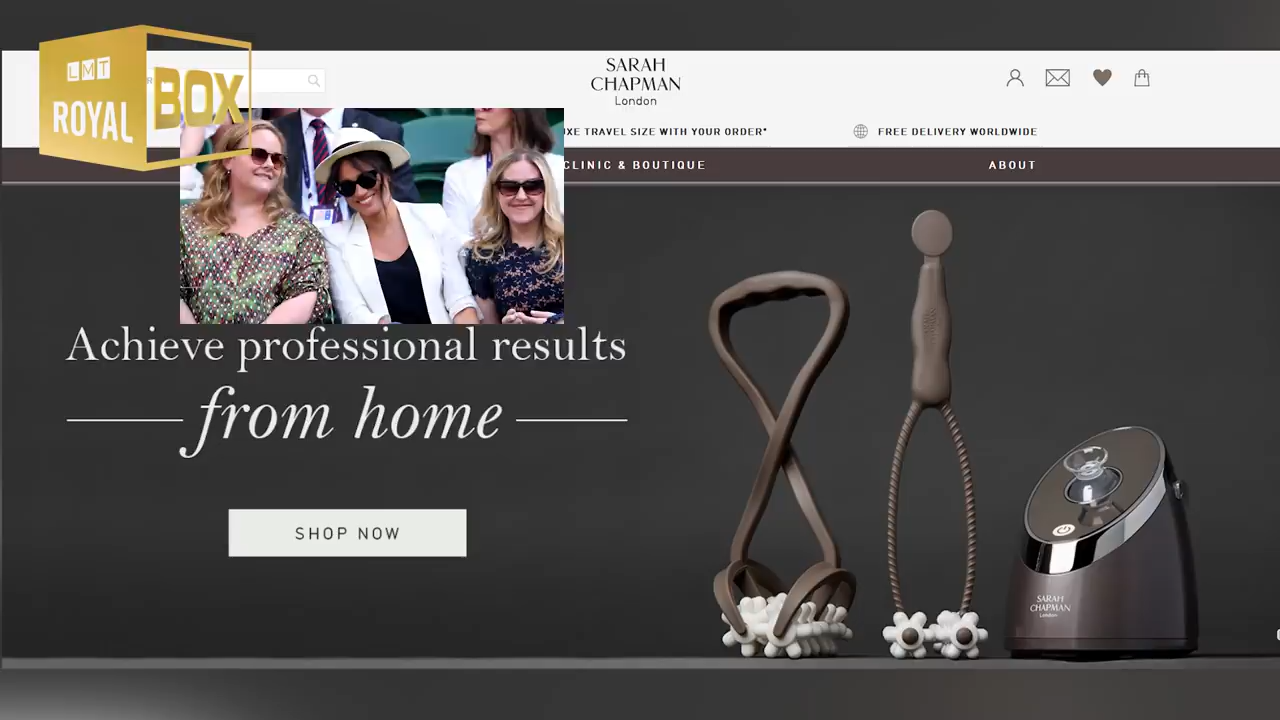 LMT
ROYAL BOX
SARAH
CHAPMAN
London
UXE TRAVEL SIZE WITH YOUR ORDER*
FREE DELIVERY WORLDWIDE
CLINIC & BOUTIQUE
ABOUT
Achieve professional results
from home
SHOP NOW
SARAH
CHAPMAN
London